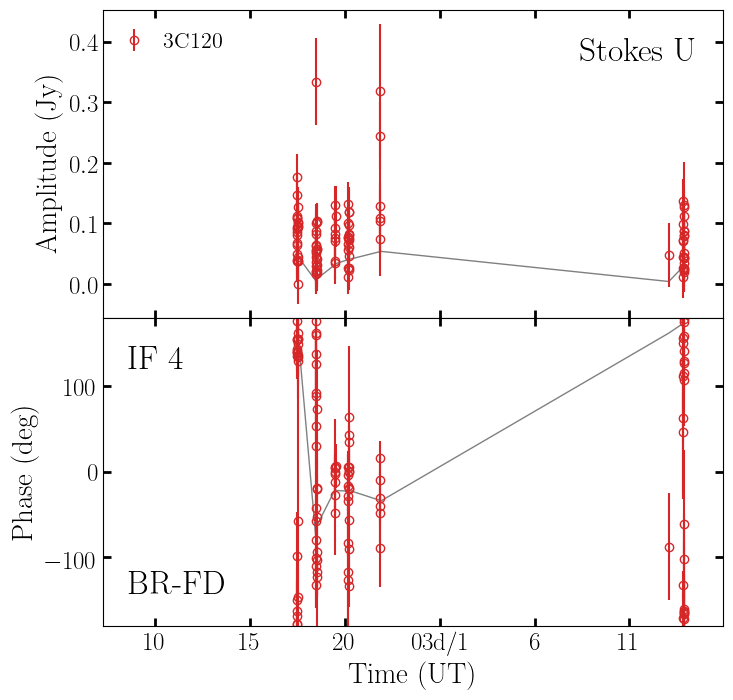 3C120
Stokes U
0.4
0.3
0.2
0.1
0.0
Amplitude (Jy)
IF 4
100
0
−100
Phase (deg)
BR-FD
10 15 20 03d/1 6 11
Time (UT)